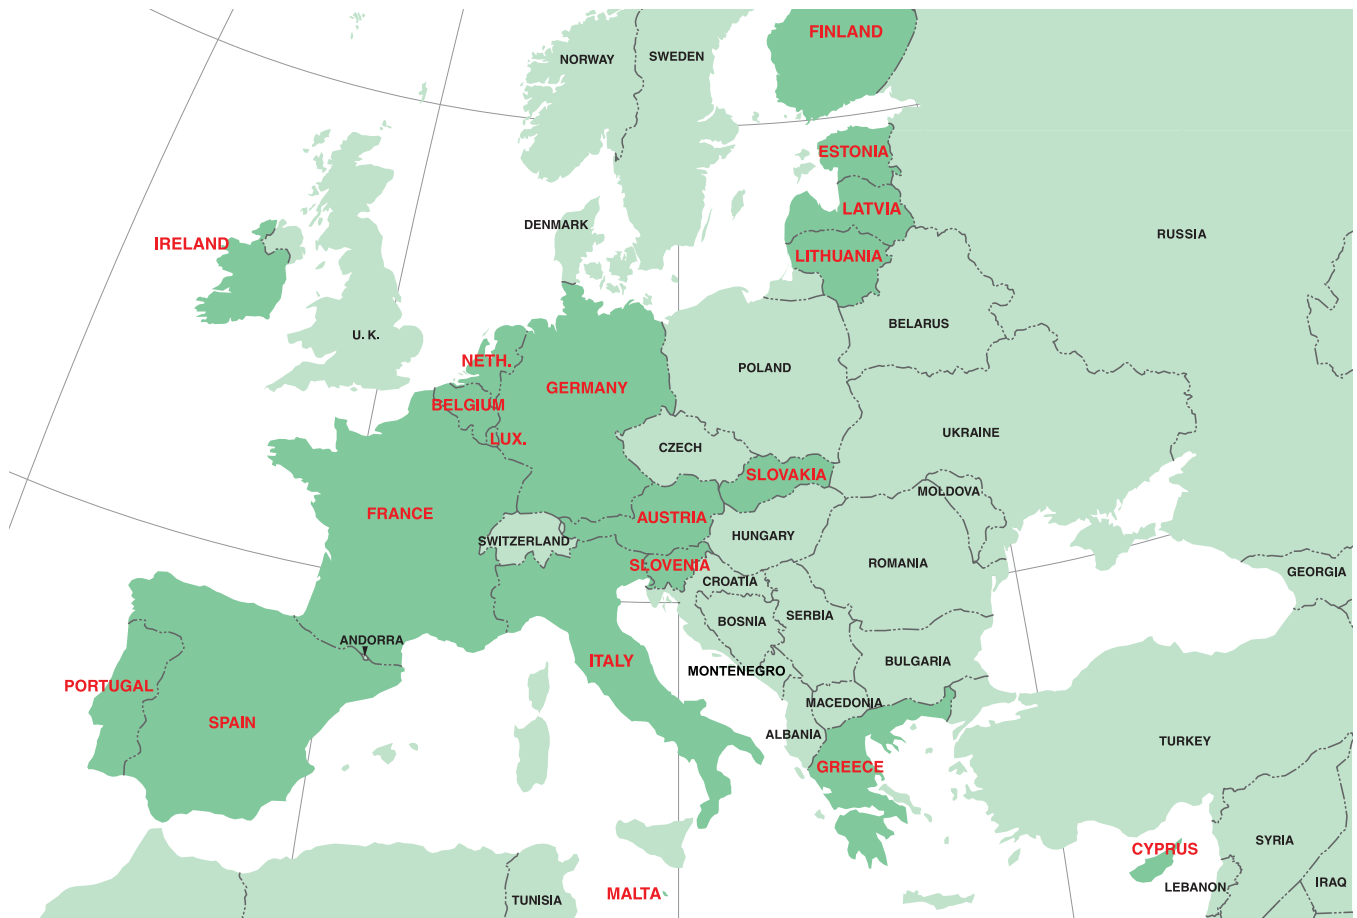 FINLAND
NORWAY
SWEDEN
ESTONIA
LATVIA
IRELAND
DENMARK
RUSSIA
LITHUANIA
BELARUS
U. K.
NETH.
POLAND
GERMANY
BELGIUM
UKRAINE
LUX.
CZECH
SLOVAKIA
MOLDOVA
FRANCE
AUSTRIA
HUNGARY
SWITZERLAND
ROMANIA
SLOVENIA
GEORGIA
CROATIA
SERBIA
BOSNIA
ANDORRA
ITALY
BULGARIA
MONTENEGRO
PORTUGAL
MACEDONIA
SPAIN
ALBANIA
TURKEY
GREECE
SYRIA
CYPRUS
IRAQ
LEBANON
MALTA
TUNISIA